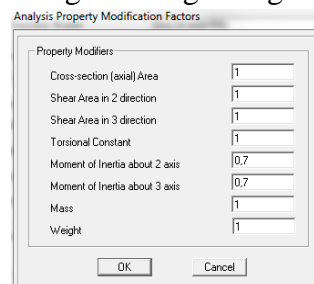 Analysis Property Modification Factors
Property Modifiers
Cross-section (axial) Area 1
Shear Area in 2 direction 1
Shear Area in 3 direction 1
Torsional Constant 1
Moment of Inertia about 2 axis 0,7
Moment of Inertia about 3 axis 0,7
Mass 1
Weight 1
OK Cancel